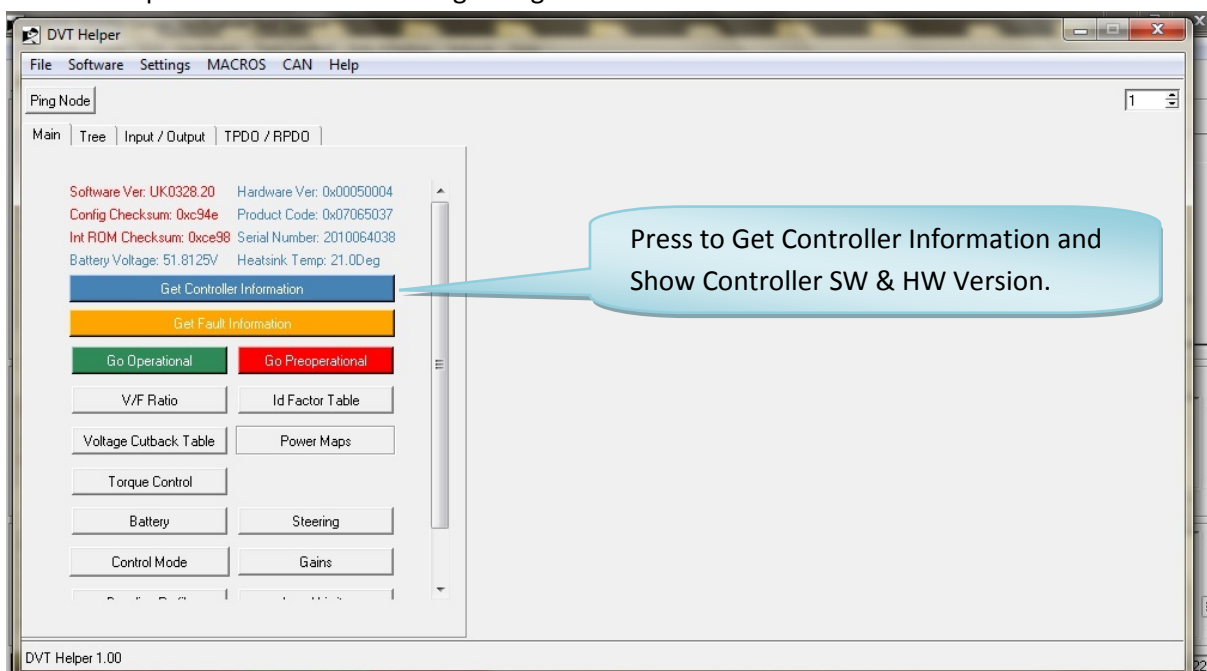 DVT Helper
File Software Settings MACROS CAN Help
Ping Node
1
Main Tree Input / Output TPDO / RPDO
Software Ver: UK0328.20 Hardware Ver: 0x00050004
Config Checksum: 0xc94e Product Code: 0x07065037
Int ROM Checksum: 0xce98 Serial Number: 2010064038
Battery Voltage: 51.8125V Heatsink Temp: 21.0Deg
Get Controller Information
Get Fault Information
Go Operational Go Preoperational
V/F Ratio Id Factor Table
Voltage Cutback Table Power Maps
Torque Control
Battery Steering
Control Mode Gains
Press to Get Controller Information and
Show Controller SW & HW Version.
DVT Helper 1.00
22